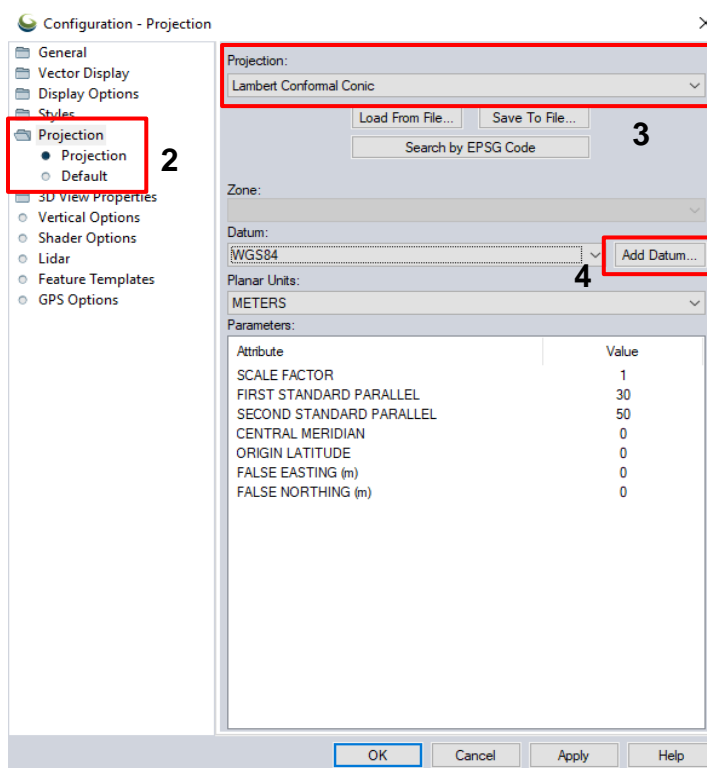 Configuration - Projection
General
Vector Display
Display Options
Styles
Projection
Projection
Default
3D View Properties
Vertical Options
Shader Options
Lidar
Feature Templates
GPS Options
2
Projection:
Lambert Conformal Conic
Load From File... Save To File...
Search by EPSG Code
3
Zone:
Datum:
WGS84 Add Datum...
4
Planar Units:
METERS
Parameters:
Attribute Value
SCALE FACTOR 1
FIRST STANDARD PARALLEL 30
SECOND STANDARD PARALLEL 50
CENTRAL MERIDIAN 0
ORIGIN LATITUDE 0
FALSE EASTING (m) 0
FALSE NORTHING (m) 0
OK Cancel Apply Help